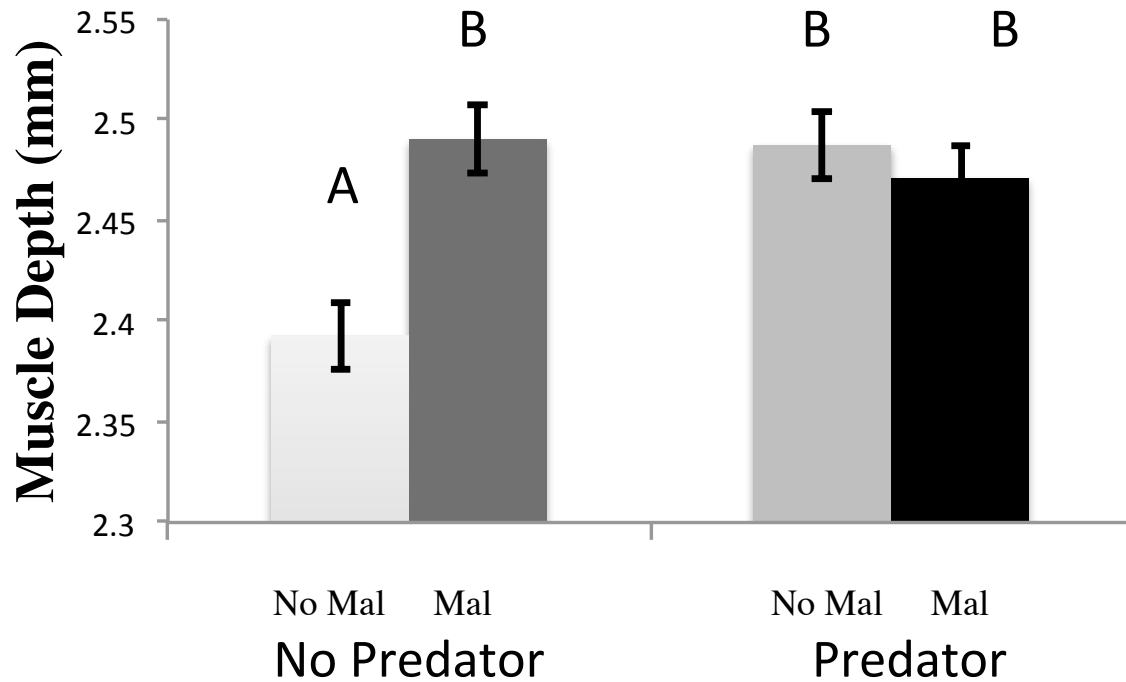 Muscle Depth (mm)
2.55
2.5
2.45
2.4
2.35
2.3
A
B
B
B
No Mal
Mal
No Mal
Mal
No Predator
Predator